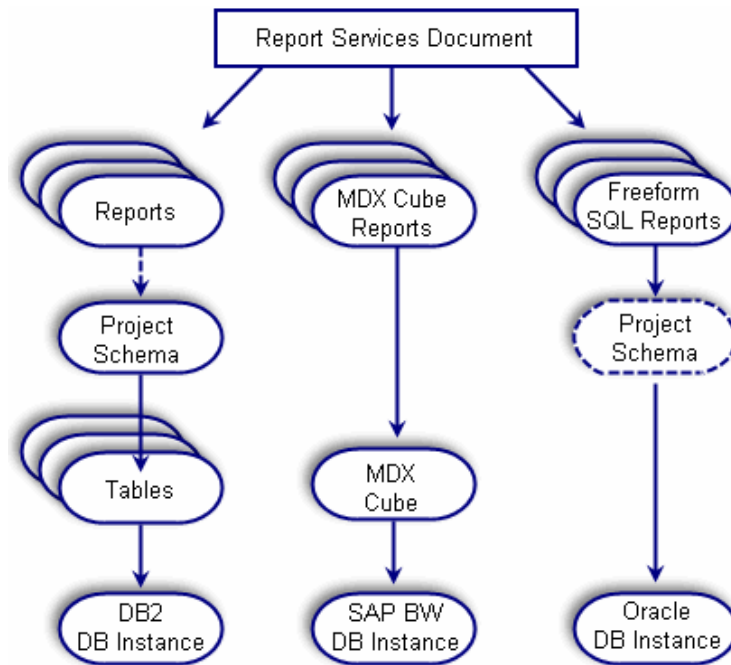 Report Services Document
Reports
MDX Cube
Reports
Freeform
SQL Reports
Project
Schema
Project
Schema
Tables
MDX
Cube
DB2
DB Instance
SAP BW
DB Instance
Oracle
DB Instance